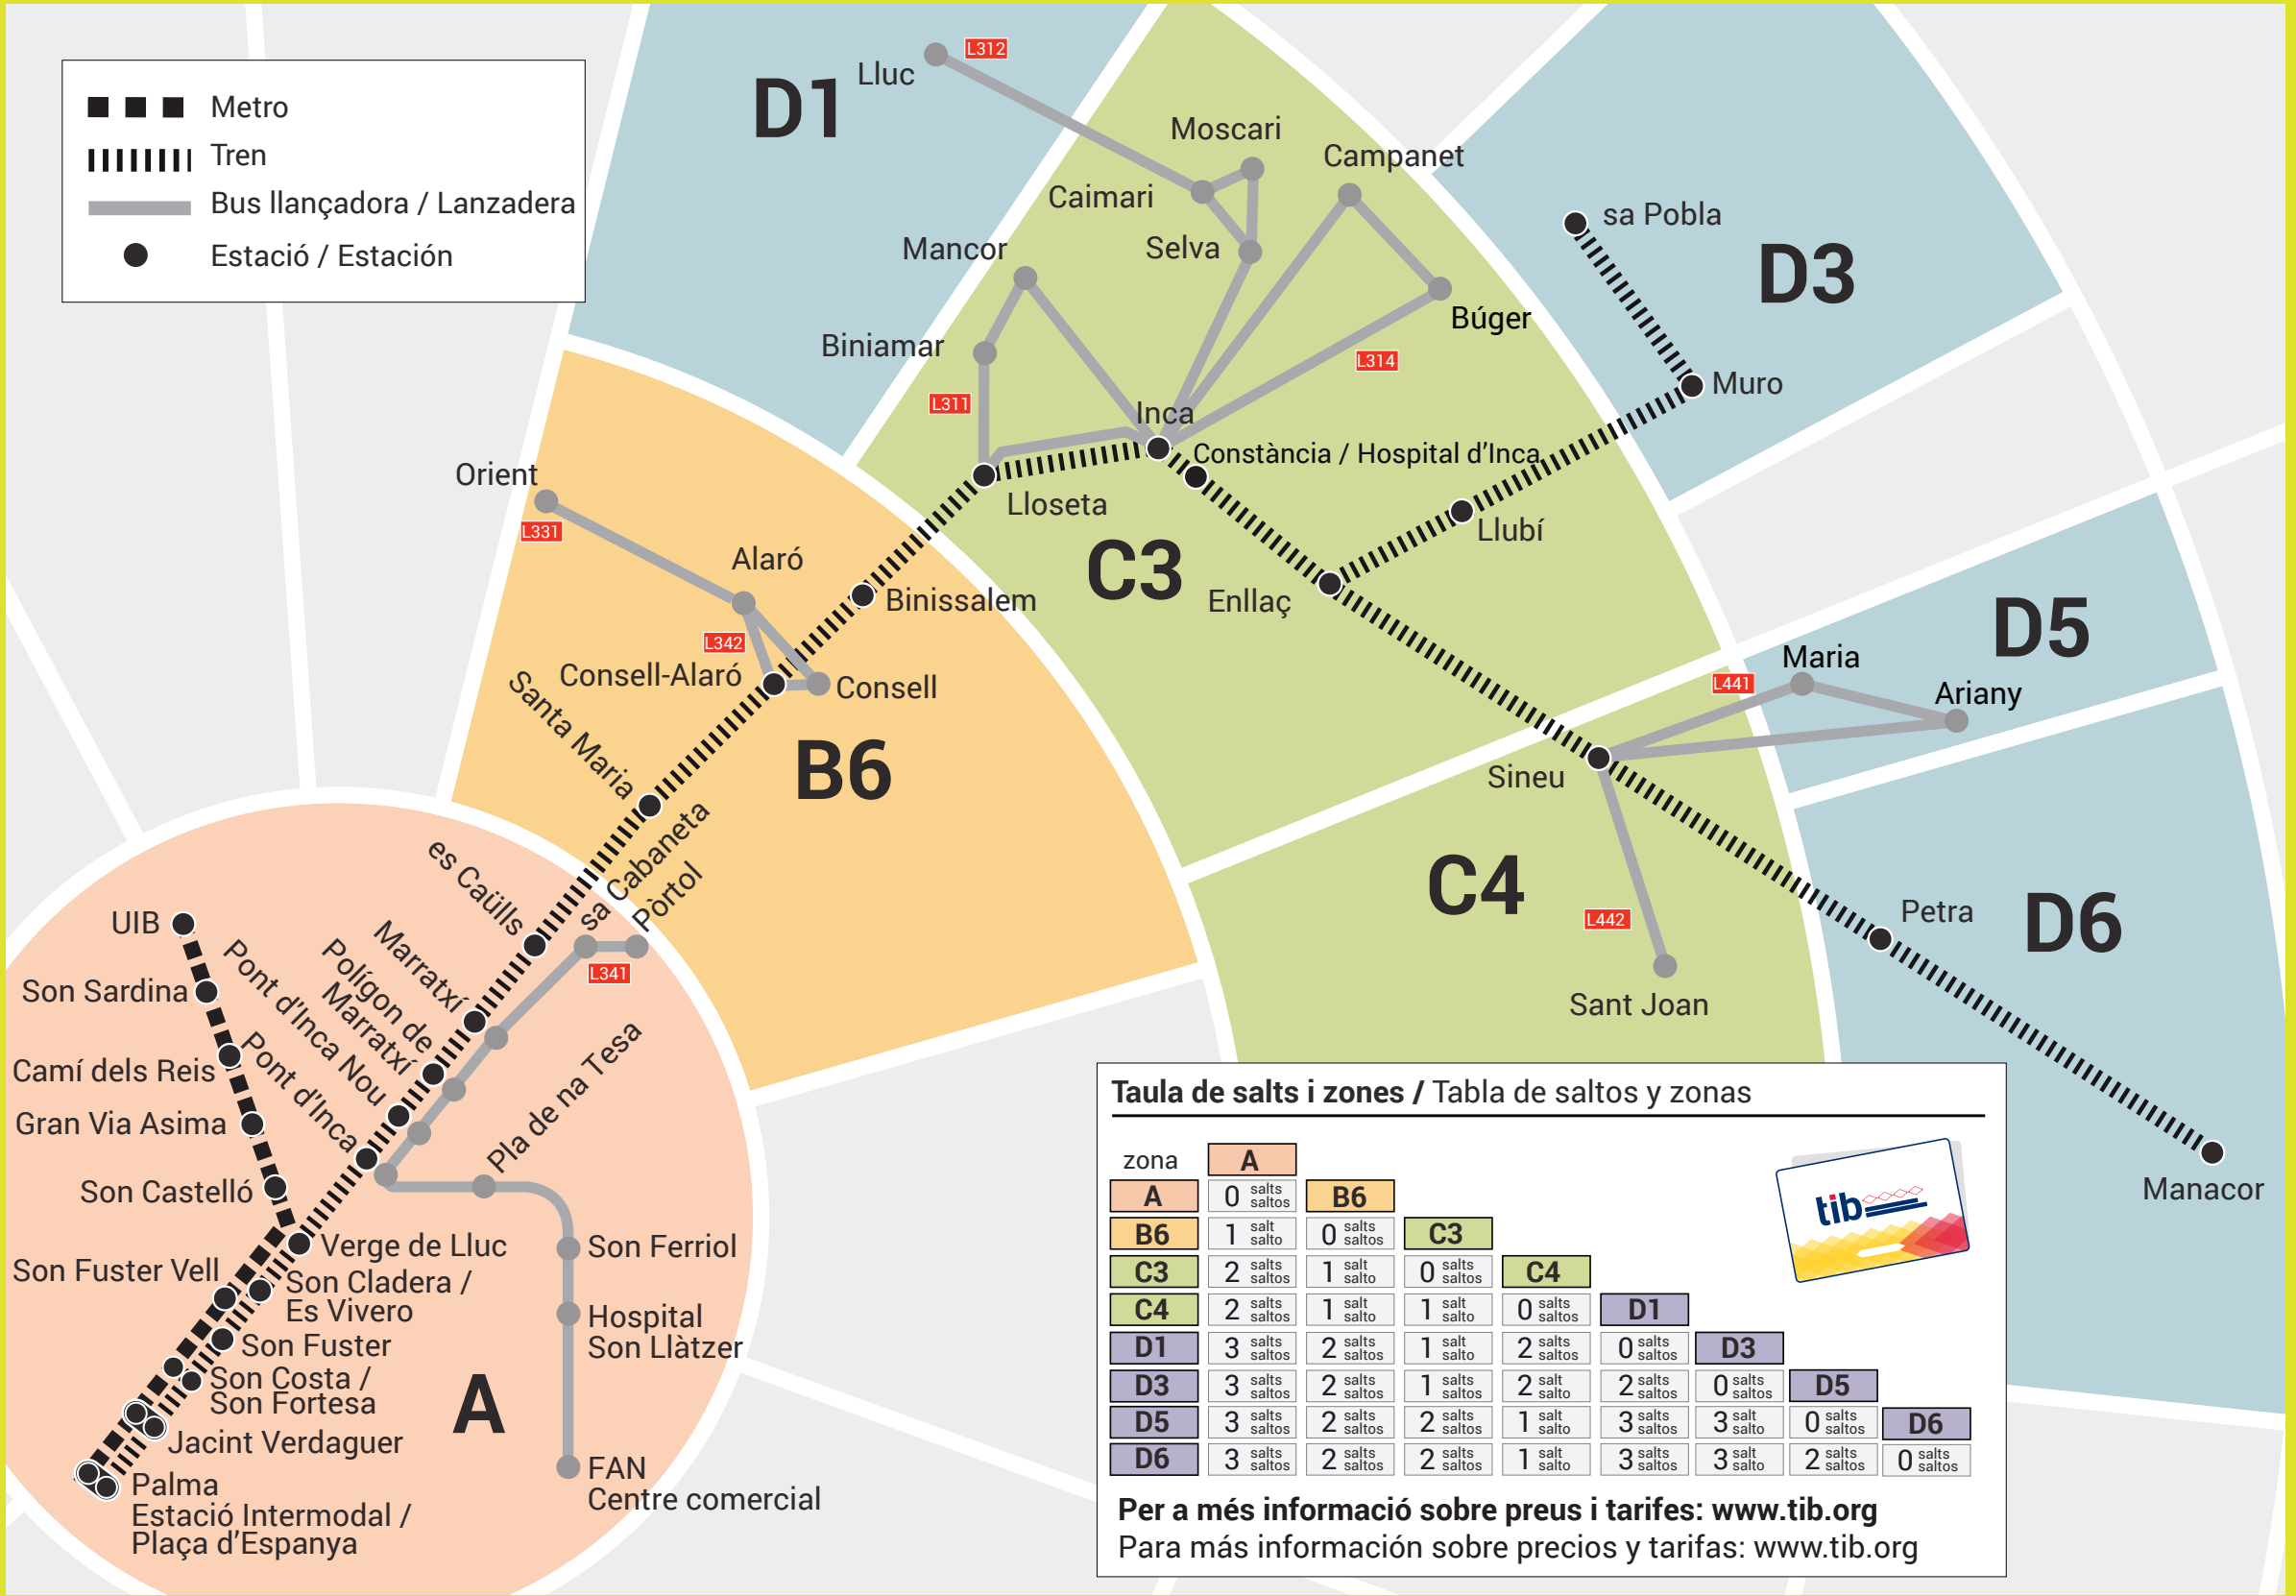 Metro
Tren
Bus llançadora / Lanzadera
Estació / Estación
D1
Lluc
L312
Moscari
Campanet
Caimari
Mancor
Selva
sa Pobla
D3
Búger
Biniamar
L311
L314
Muro
Inca
Constància / Hospital d'Inca
Orient
L331
Lloseta
Llubí
C3
Alaró
Binissalem
Enllaç
L342
Consell-Alaró
Consell
Santa Maria
B6
D5
Maria
L441
Ariany
Sineu
C4
L442
Sant Joan
Petra
D6
Manacor
es Caülls
sa Cabaneta
Pòrtol
L341
Marratxí
Polígon de
Marratxí
Pont d'Inca Nou
Pont d'Inca
Pla de na Tesa
UIB
Son Sardina
Camí dels Reis
Gran Via Asima
Son Castelló
Verge de Lluc
Son Fuster Vell
Son Cladera /
Es Vivero
Son Fuster
Son Costa /
Son Fortesa
Jacint Verdaguer
Palma
Estació Intermodal /
Plaça d'Espanya
A
Son Ferriol
Hospital
Son Llàtzer
FAN
Centre comercial
Taula de salts i zones / Tabla de saltos y zonas
zona A
A 0 salts saltos B6
B6 1 salt salto 0 salts saltos C3
C3 2 salts saltos 1 salt salto 0 salts saltos C4
C4 2 salts saltos 1 salt salto 1 salt salto 0 salts saltos D1
D1 3 salts saltos 2 salts saltos 1 salt salto 2 salts saltos 0 salts saltos D3
D3 3 salts saltos 2 salts saltos 1 salts saltos 2 salt salto 2 salts saltos 0 salts saltos D5
D5 3 salts saltos 2 salts saltos 2 salts saltos 1 salt salto 3 salts saltos 3 salt salto 0 salts saltos D6
D6 3 salts saltos 2 salts saltos 2 salts saltos 1 salt salto 3 salts saltos 3 salt salto 2 salts saltos 0 salts saltos
tib
Per a més informació sobre preus i tarifes: www.tib.org
Para más información sobre precios y tarifas: www.tib.org